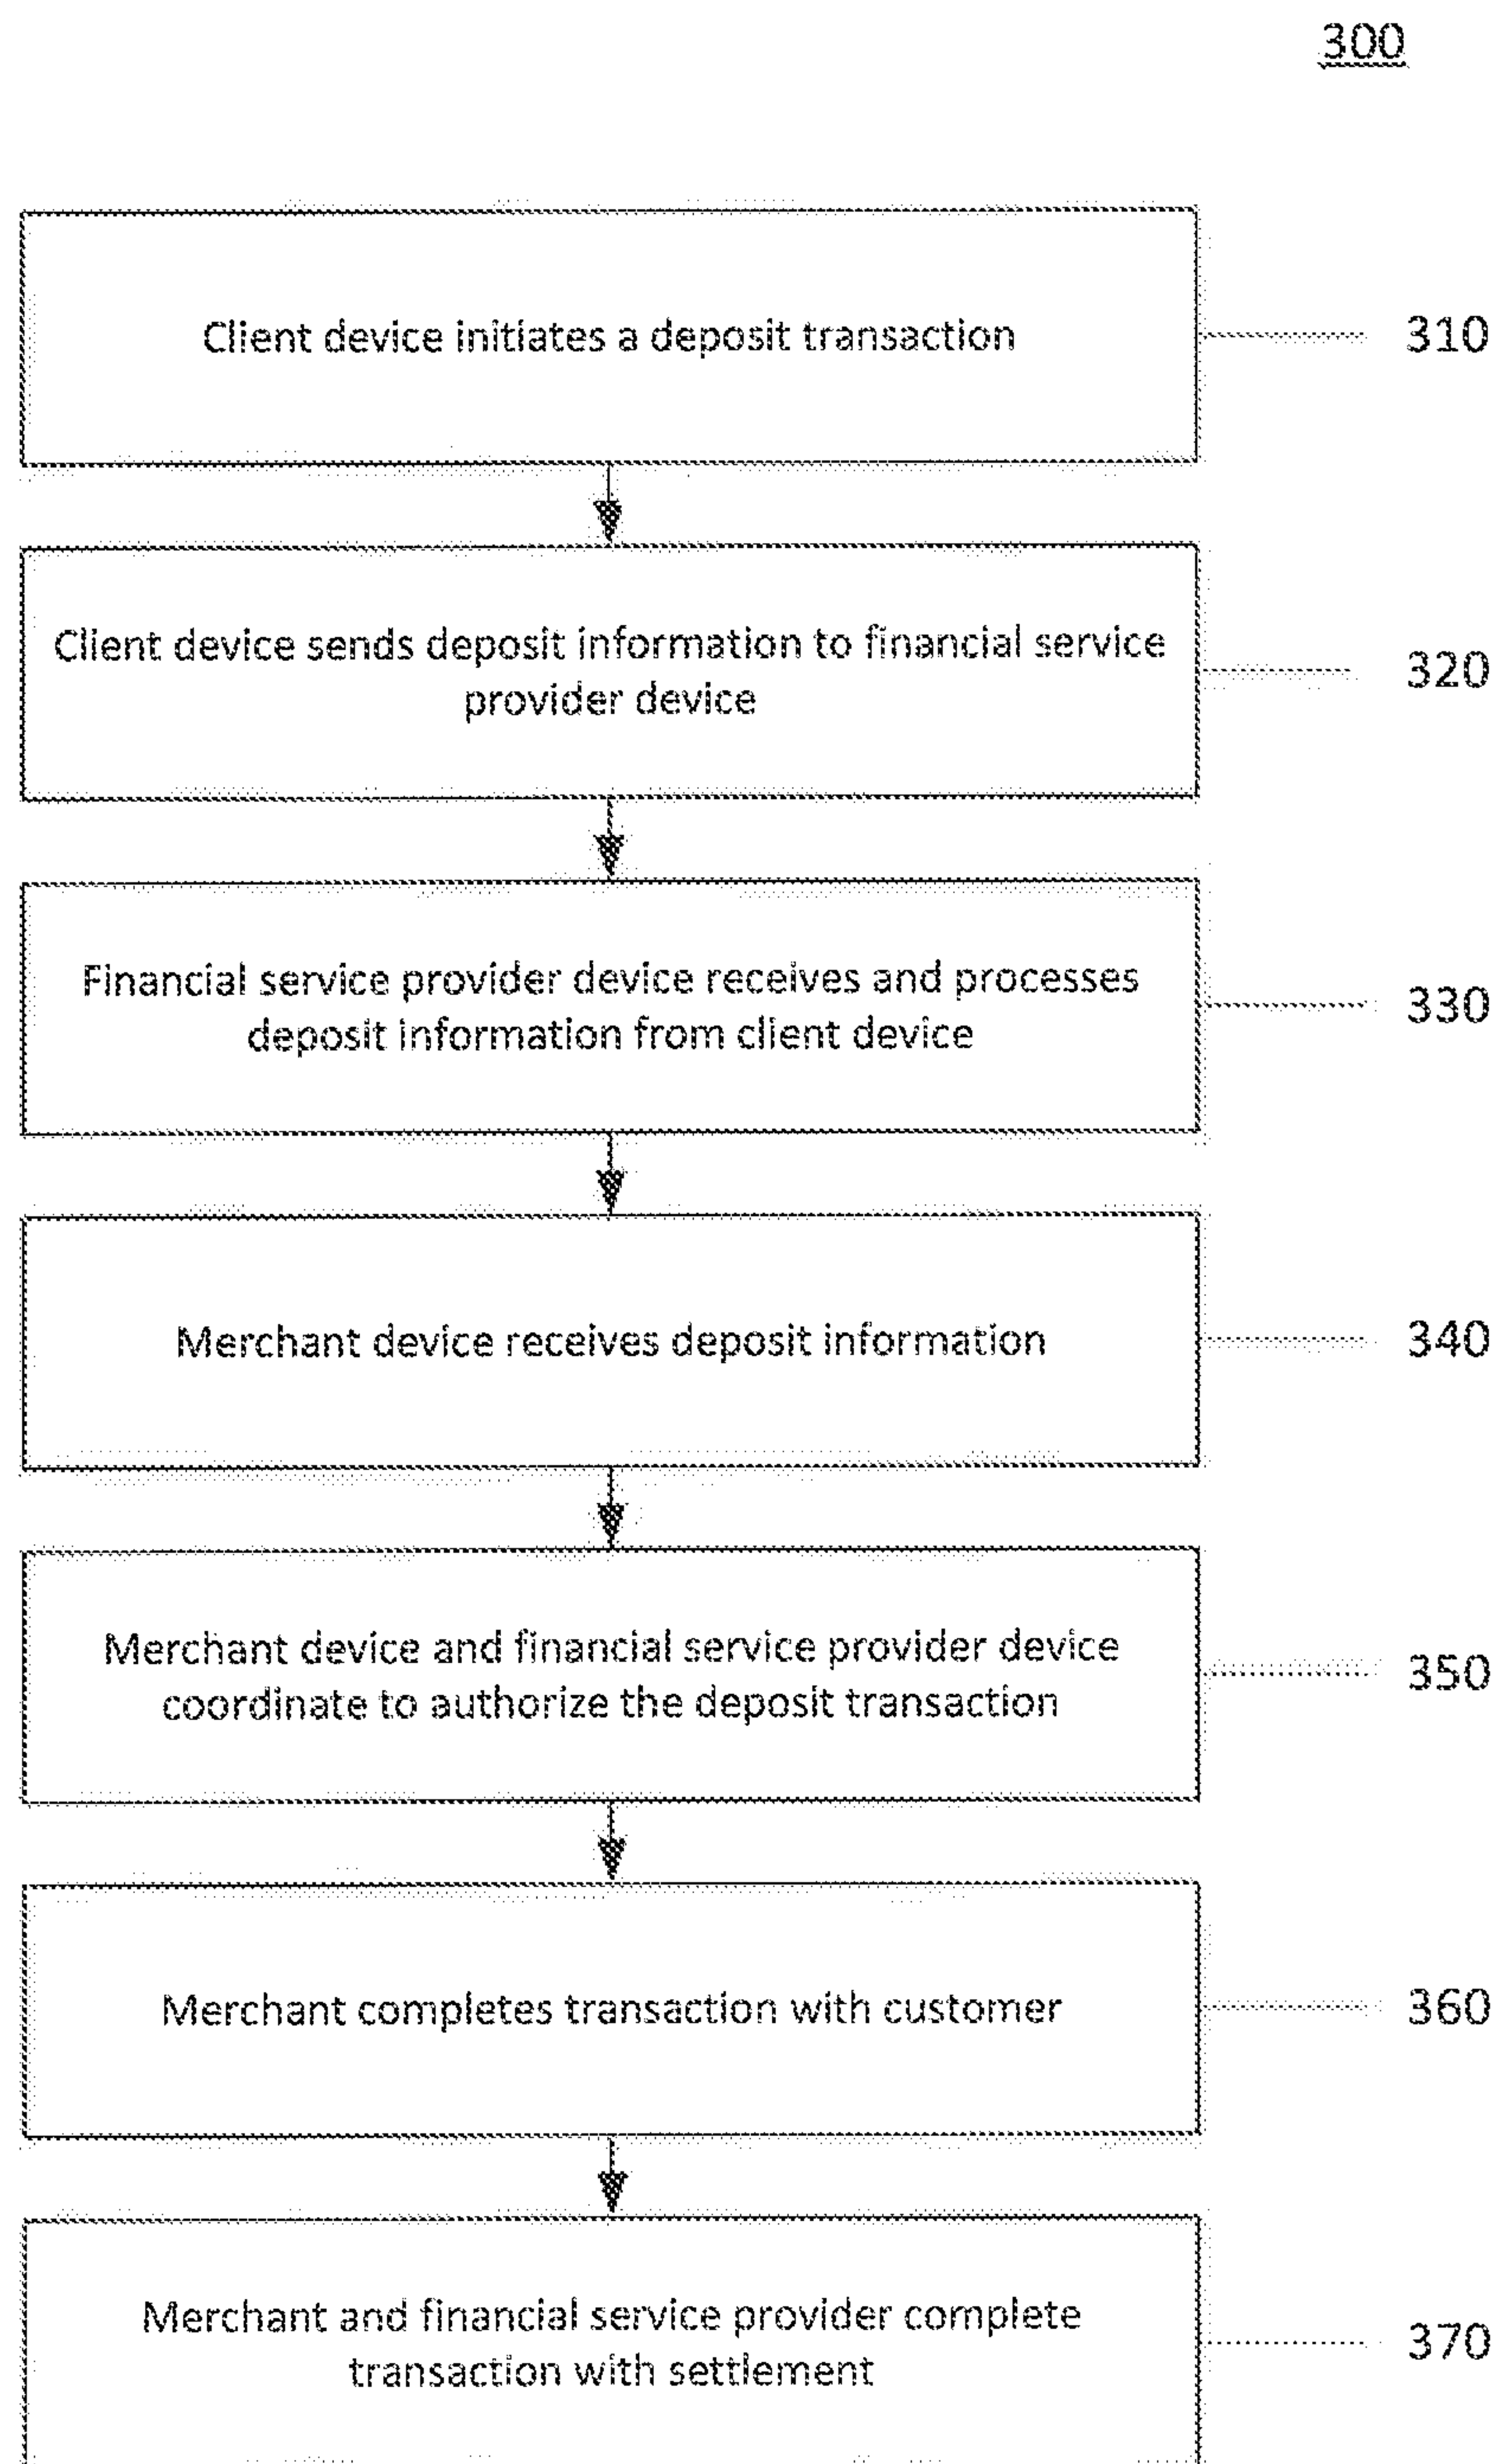 300
Client device initiates a deposit transaction
310
Client device sends deposit information to financial service
provider device
320
Financial service provider device receives and processes
deposit information from client device
330
Merchant device receives deposit information
340
Merchant device and financial service provider device
coordinate to authorize the deposit transaction
350
Merchant completes transaction with customer
360
Merchant and financial service provider complete
transaction with settlement
370